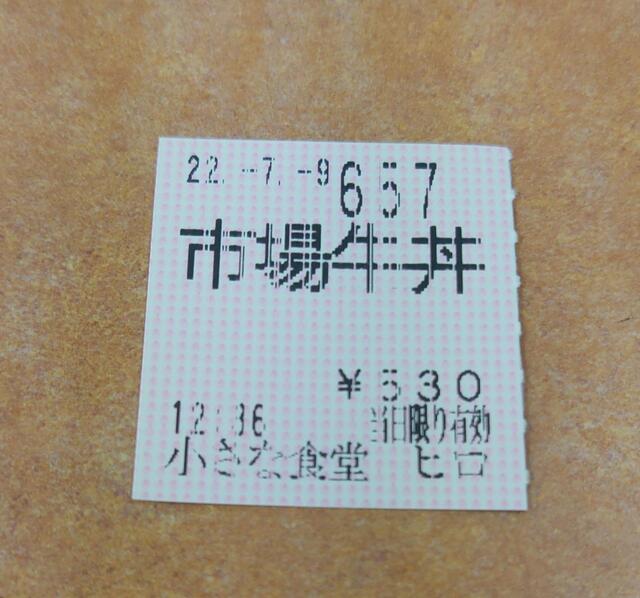 22.-7.-9 657
市場牛丼
¥530
12:36 当日限り有効
小さな食堂 ヒロ